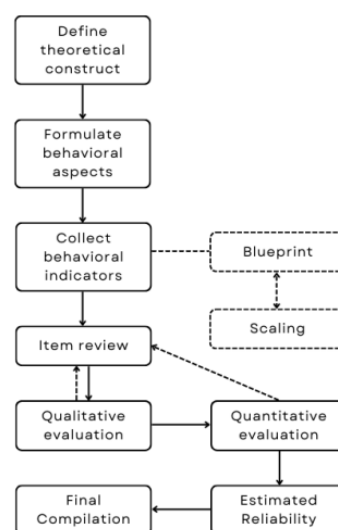 Define
theoretical
construct
Formulate
behavioral
aspects
Collect
behavioral
indicators
Blueprint
Scaling
Item review
Qualitative
evaluation
Quantitative
evaluation
Final
Compilation
Estimated
Reliability